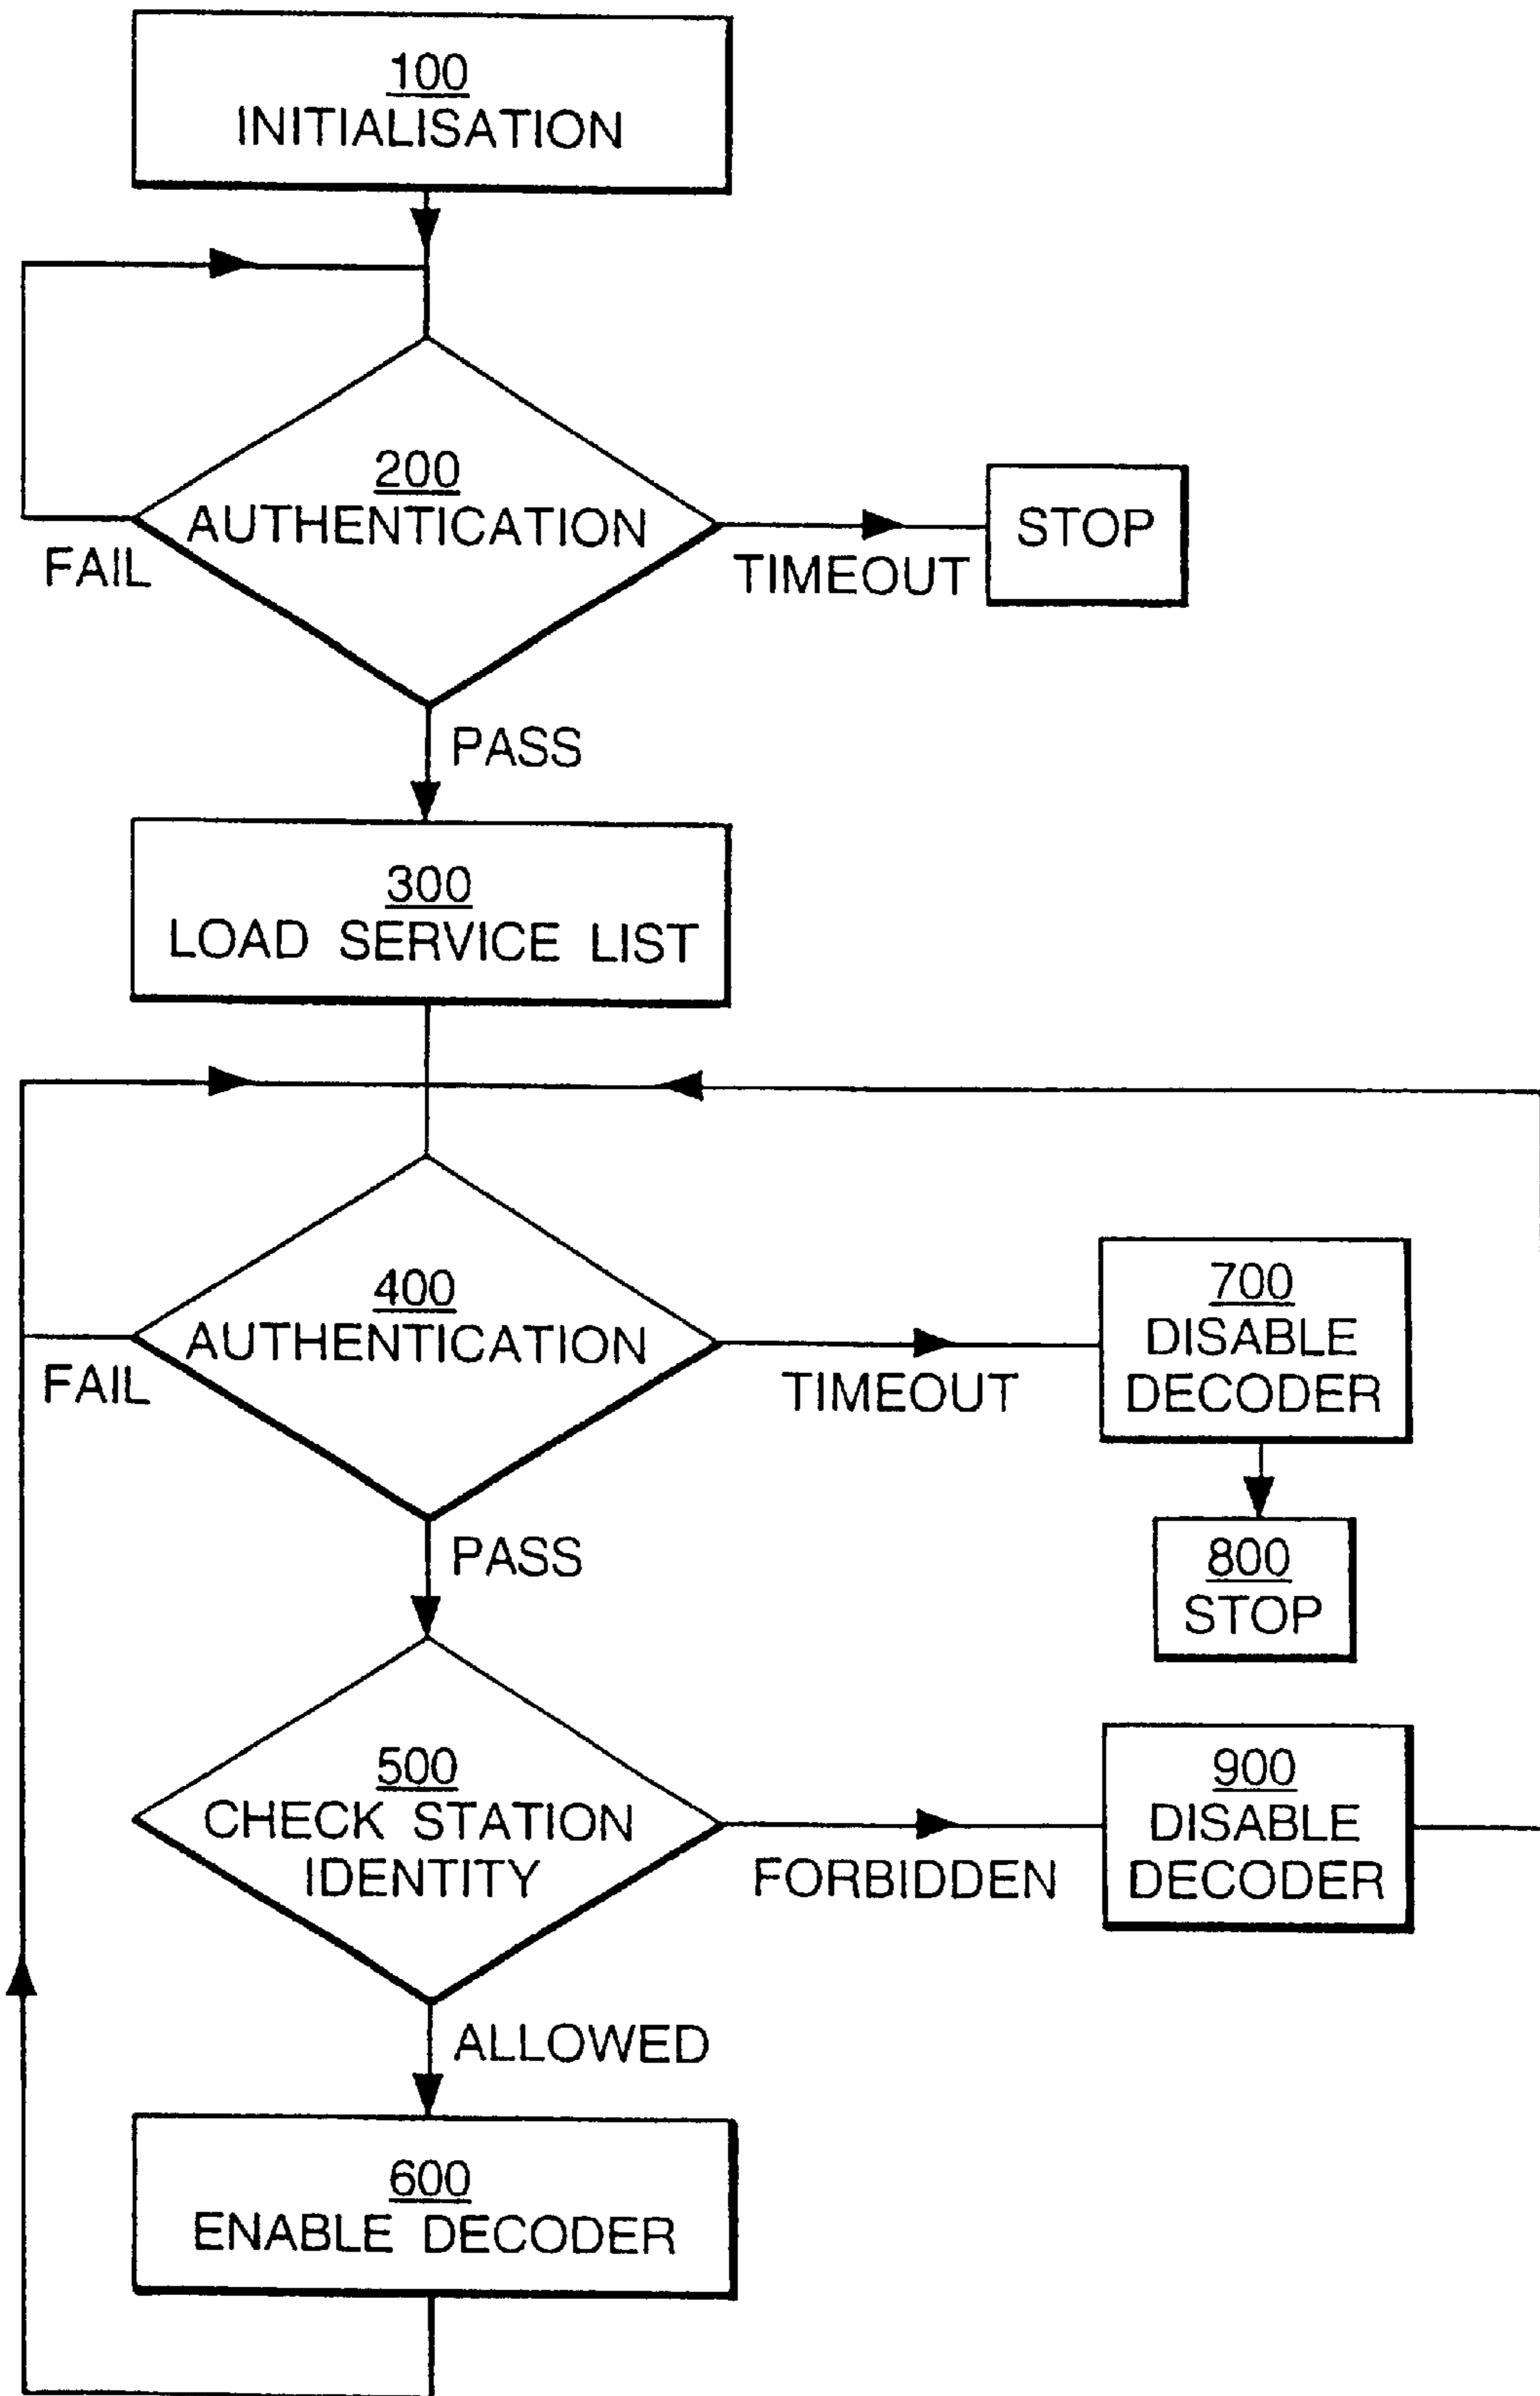 100
INITIALISATION
200
AUTHENTICATION
FAIL
TIMEOUT
STOP
PASS
300
LOAD SERVICE LIST
400
AUTHENTICATION
FAIL
TIMEOUT
700
DISABLE
DECODER
800
STOP
PASS
500
CHECK STATION
IDENTITY
FORBIDDEN
900
DISABLE
DECODER
ALLOWED
600
ENABLE DECODER